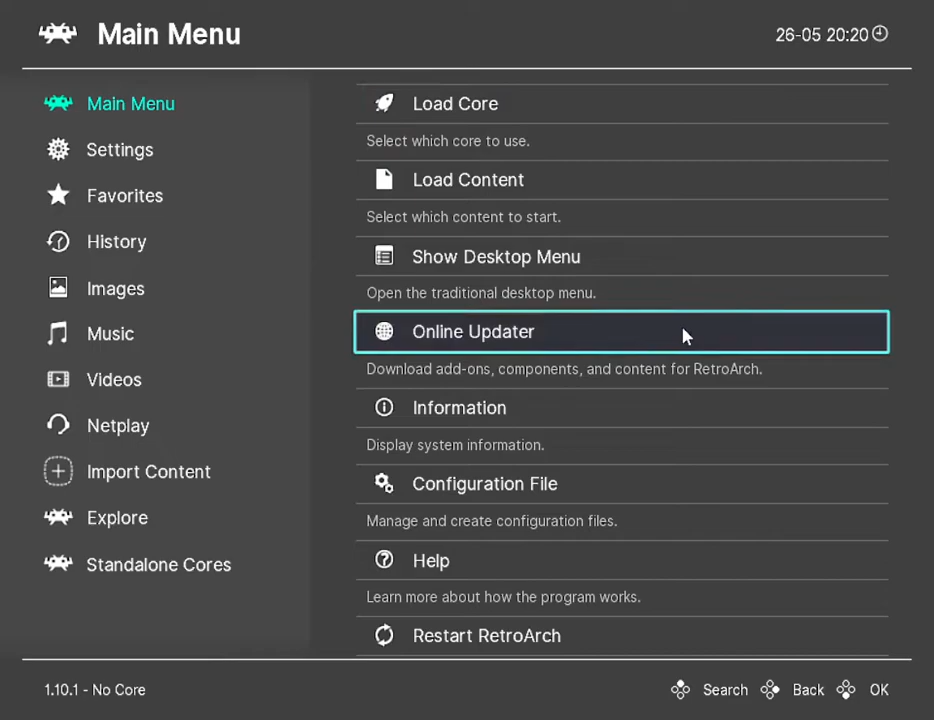 Main Menu
26-05 20:20
Main Menu
Settings
Favorites
History
Images
Music
Videos
Netplay
Import Content
Explore
Standalone Cores
Load Core
Select which core to use.
Load Content
Select which content to start.
Show Desktop Menu
Open the traditional desktop menu.
Online Updater
Download add-ons, components, and content for RetroArch.
Information
Display system information.
Configuration File
Manage and create configuration files.
Help
Learn more about how the program works.
Restart RetroArch
1.10.1 - No Core
Search Back OK